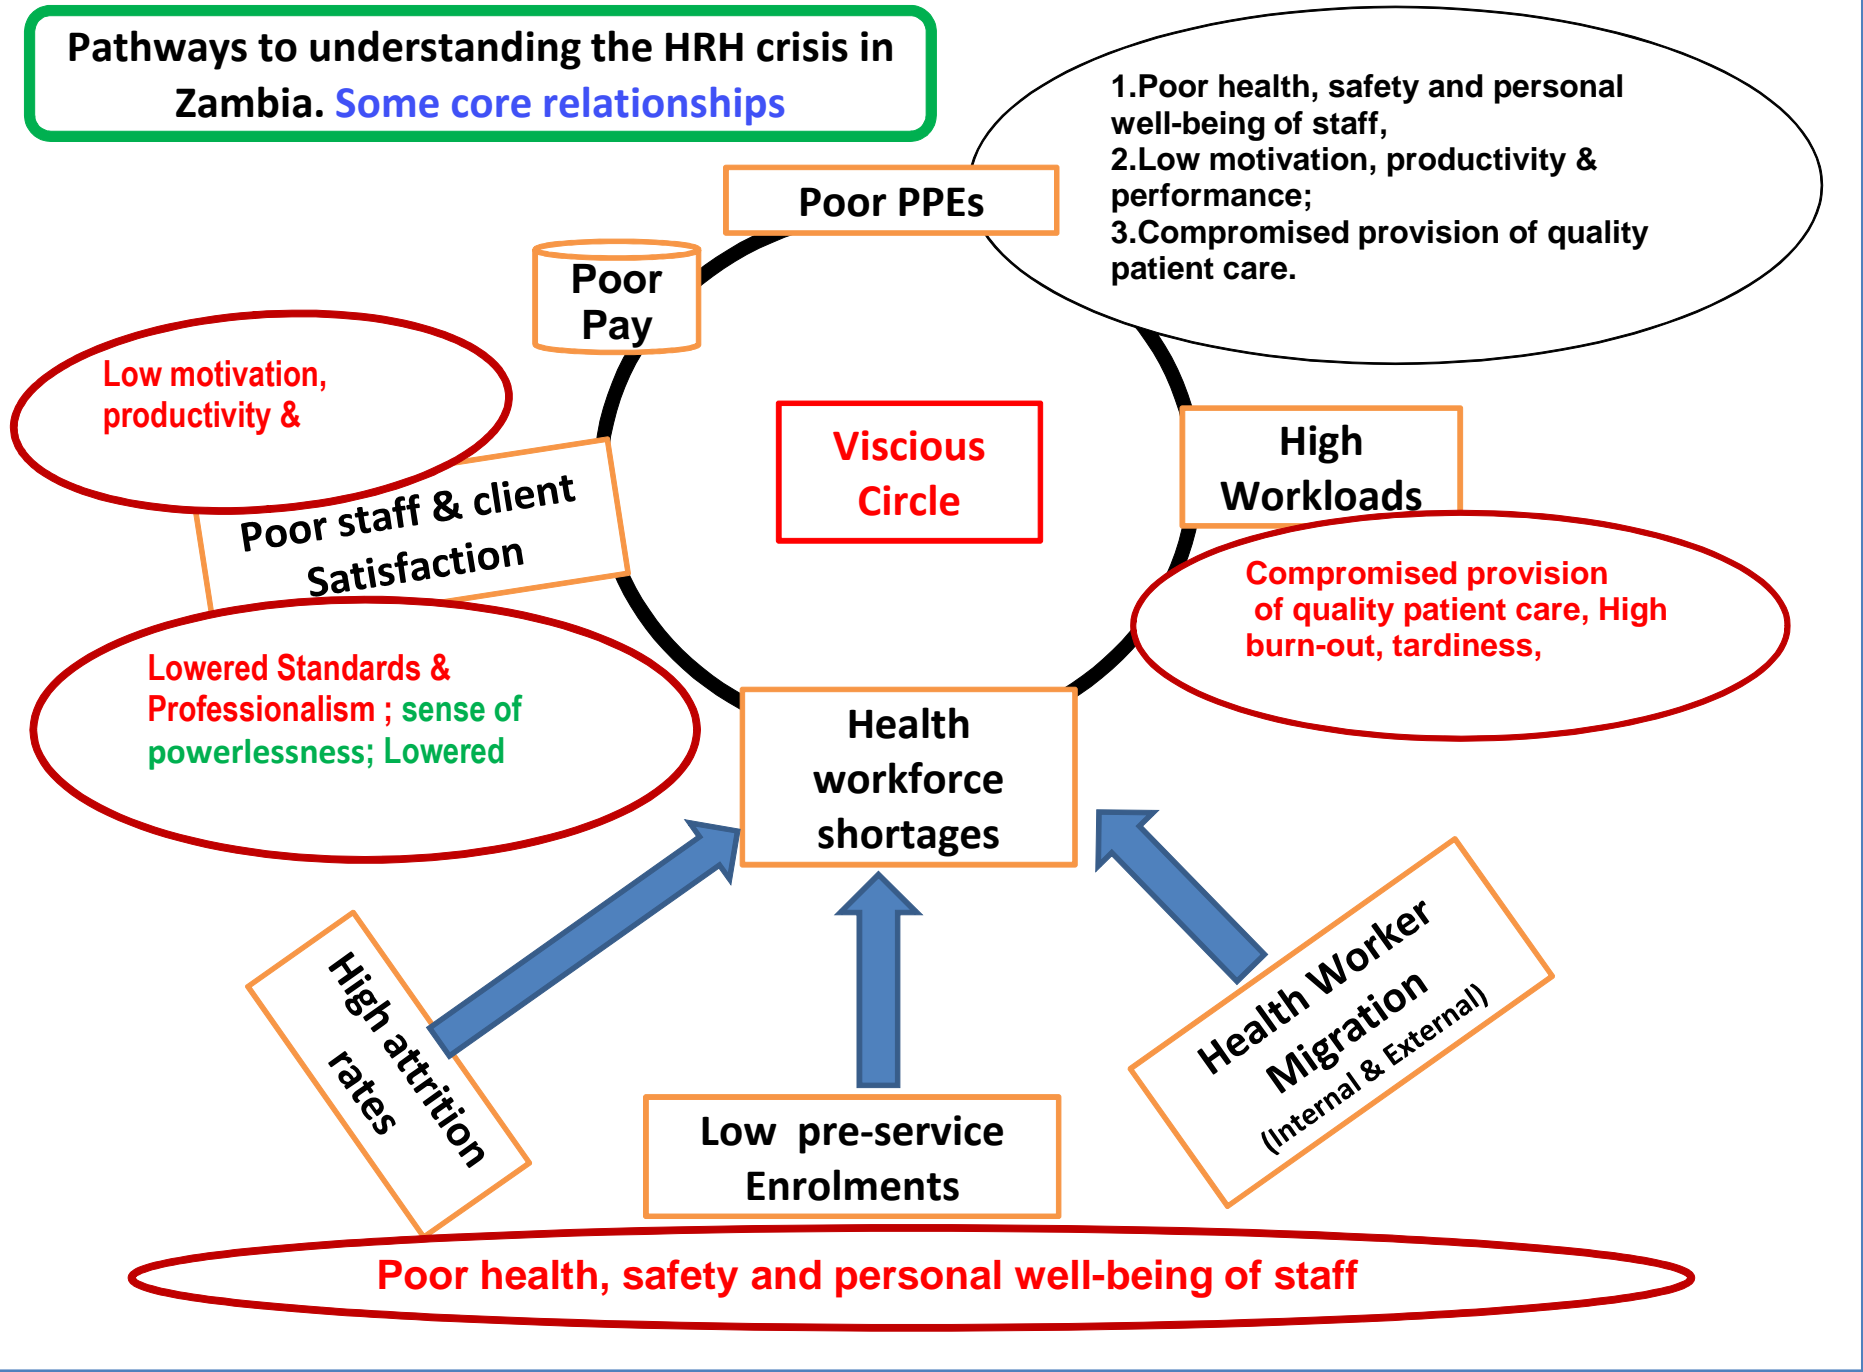 Pathways to understanding the HRH crisis in
Zambia. Some core relationships
1.Poor health, safety and personal
well-being of staff,
2.Low motivation, productivity &
performance;
3.Compromised provision of quality
patient care.
Poor PPEs
Poor
Pay
Low motivation,
productivity &
Viscious
Circle
High
Workloads
Poor staff & client
Satisfaction
Compromised provision
of quality patient care, High
burn-out, tardiness,
Lowered Standards &
Professionalism ; sense of
powerlessness; Lowered
Health
workforce
shortages
High attrition
rates
Low pre-service
Enrolments
Health Worker
Migration
(Internal & External)
Poor health, safety and personal well-being of staff